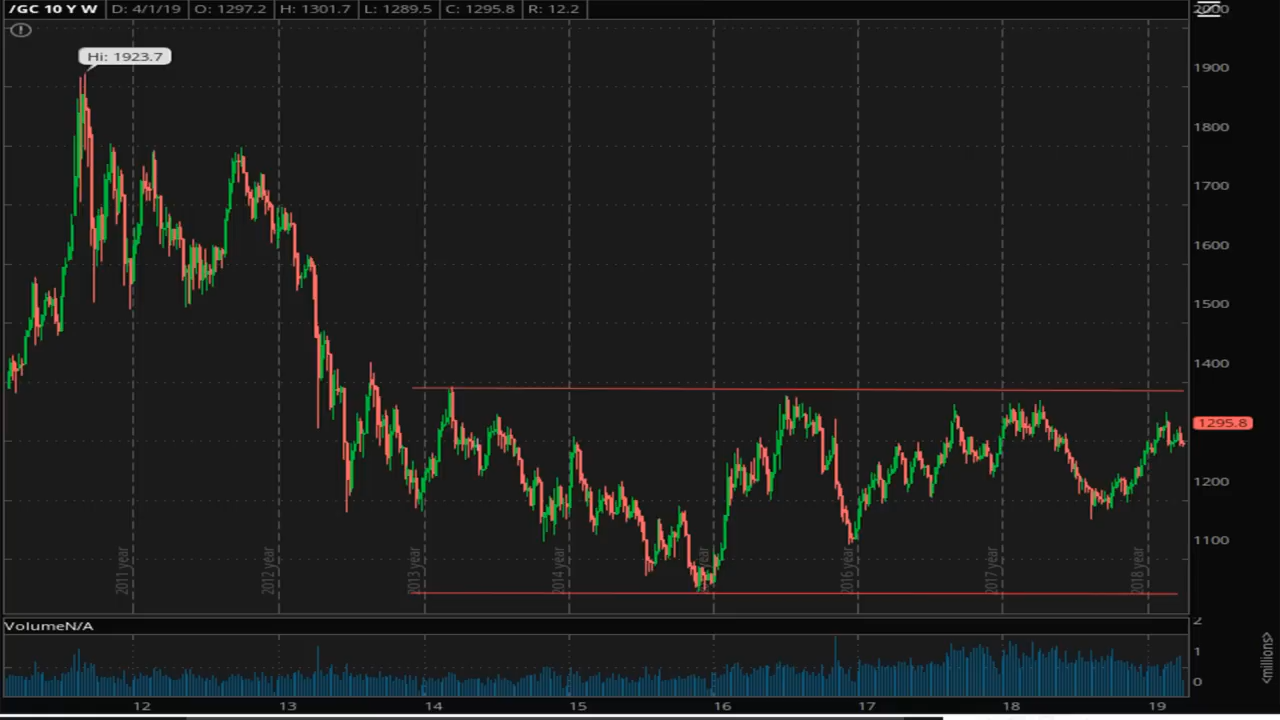 /GC 10 Y W D: 4/1/19 O: 1297.2 H: 1301.7 L: 1289.5 C: 1295.8 R: 12.2 2000
Hi: 1923.7
1900
1800
1700
1600
1500
1400
1295.8
1200
1100
2011 year 2012 year 2013 year 2014 year year 2016 year 2017 year 2018 year
VolumeN/A
2
1
0
<millions>
12 13 14 15 16 17 18 19